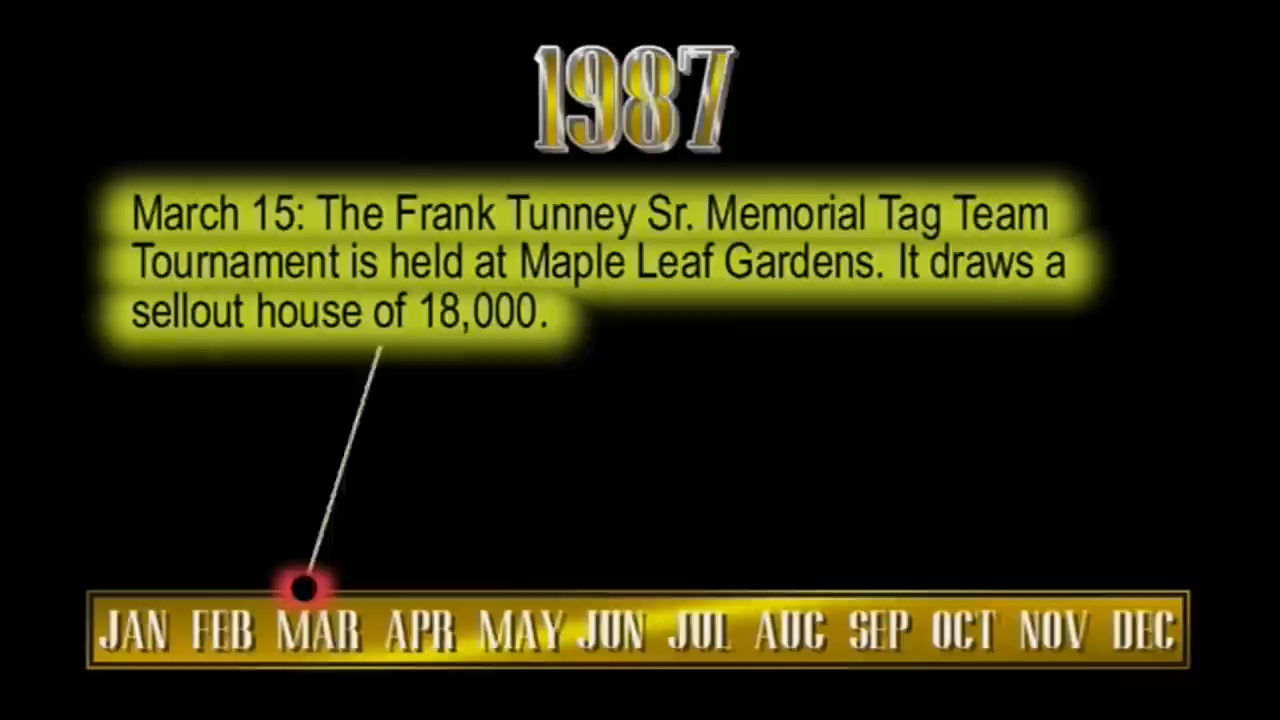 1987
March 15: The Frank Tunney Sr. Memorial Tag Team
Tournament is held at Maple Leaf Gardens. It draws a
sellout house of 18,000.
JAN FEB MAR APR MAY JUN JUL AUG SEP OCT NOV DEC